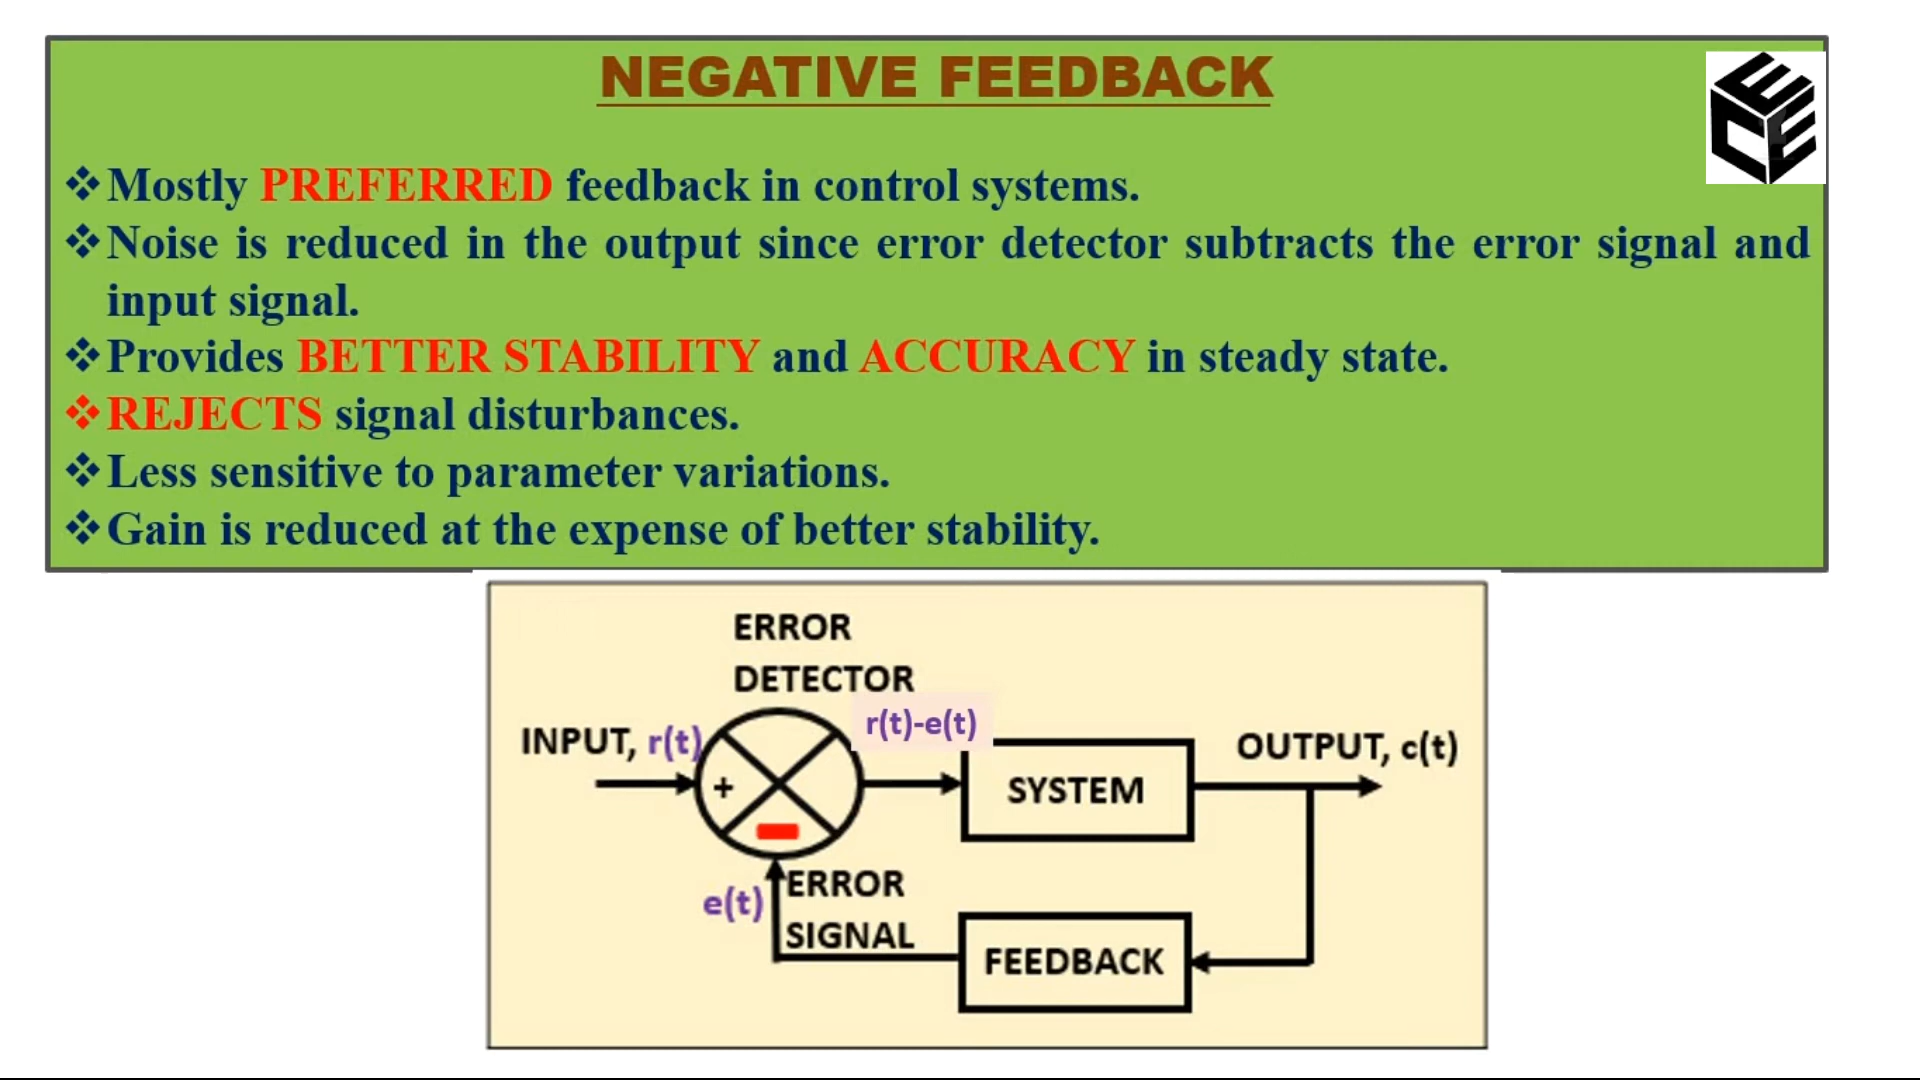 NEGATIVE FEEDBACK
ECE
❖Mostly PREFERRED feedback in control systems.
❖Noise is reduced in the output since error detector subtracts the error signal and
input signal.
❖Provides BETTER STABILITY and ACCURACY in steady state.
❖REJECTS signal disturbances.
❖Less sensitive to parameter variations.
❖Gain is reduced at the expense of better stability.
ERROR
DETECTOR
r(t)-e(t)
INPUT, r(t)
OUTPUT, c(t)
+
SYSTEM
-
e(t)
ERROR
SIGNAL
FEEDBACK